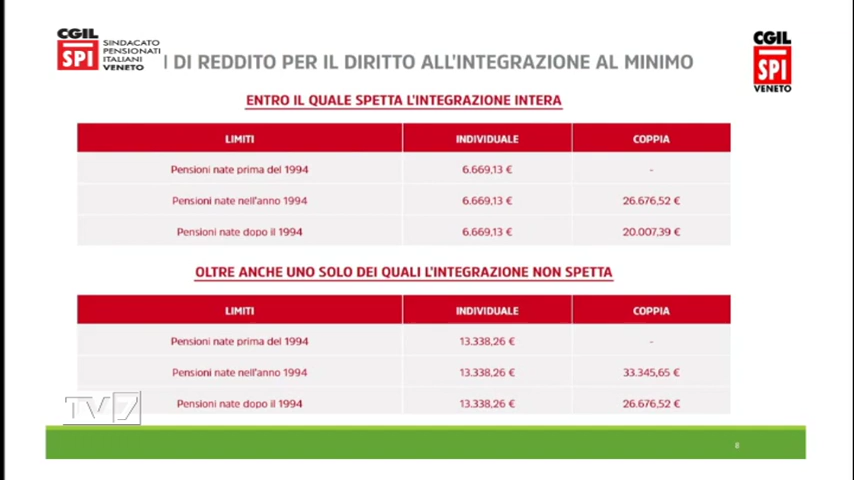 CGIL
SPI
SINDACATO
PENSIONATI
ITALIANI
VENETO
I DI REDDITO PER IL DIRITTO ALL'INTEGRAZIONE AL MINIMO
CGIL
SPI
VENETO
ENTRO IL QUALE SPETTA L'INTEGRAZIONE INTERA
LIMITI INDIVIDUALE COPPIA
Pensioni nate prima del 1994 6.669,13 € -
Pensioni nate nell'anno 1994 6.669,13 € 26.676,52 €
Pensioni nate dopo il 1994 6.669,13 € 20.007,39 €
OLTRE ANCHE UNO SOLO DEI QUALI L'INTEGRAZIONE NON SPETTA
LIMITI INDIVIDUALE COPPIA
Pensioni nate prima del 1994 13.338,26 € -
Pensioni nate nell'anno 1994 13.338,26 € 33.345,65 €
Pensioni nate dopo il 1994 13.338,26 € 26.676,52 €
TV7
8